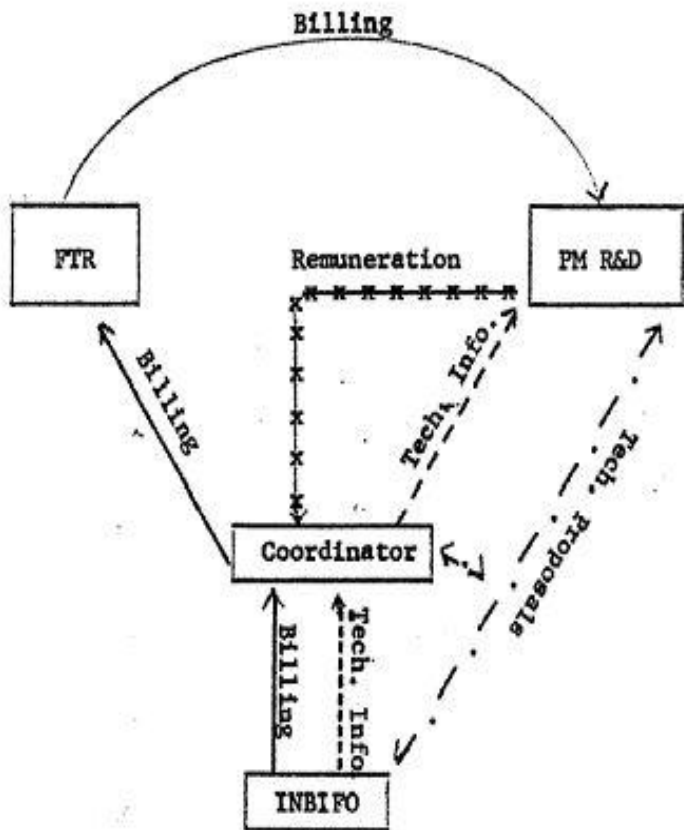 Billing
FTR
PM R&D
Remuneration
Tech. Info.
Billing
Tech. Proposals
Coordinator
Billing
Tech. Info.
INBIFO